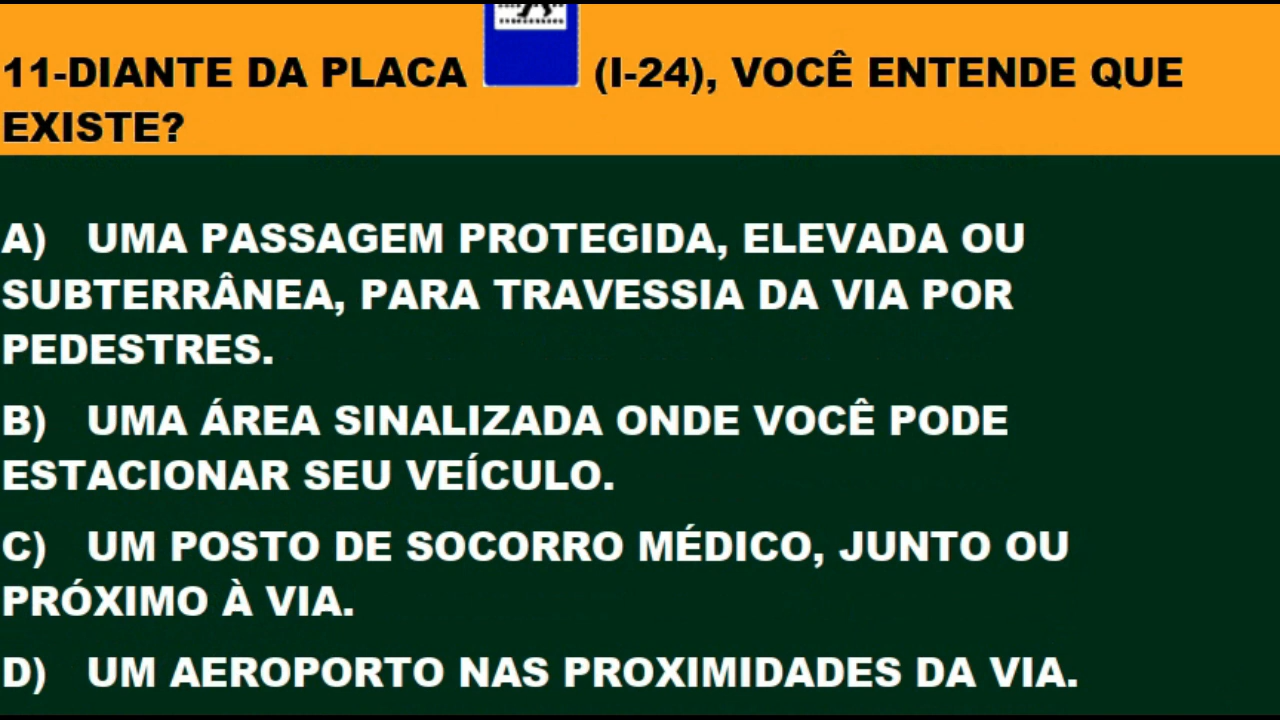 11-DIANTE DA PLACA (I-24), VOCÊ ENTENDE QUE
EXISTE?
A) UMA PASSAGEM PROTEGIDA, ELEVADA OU
SUBTERRÂNEA, PARA TRAVESSIA DA VIA POR
PEDESTRES.
B) UMA ÁREA SINALIZADA ONDE VOCÊ PODE
ESTACIONAR SEU VEÍCULO.
C) UM POSTO DE SOCORRO MÉDICO, JUNTO OU
PRÓXIMO À VIA.
D) UM AEROPORTO NAS PROXIMIDADES DA VIA.